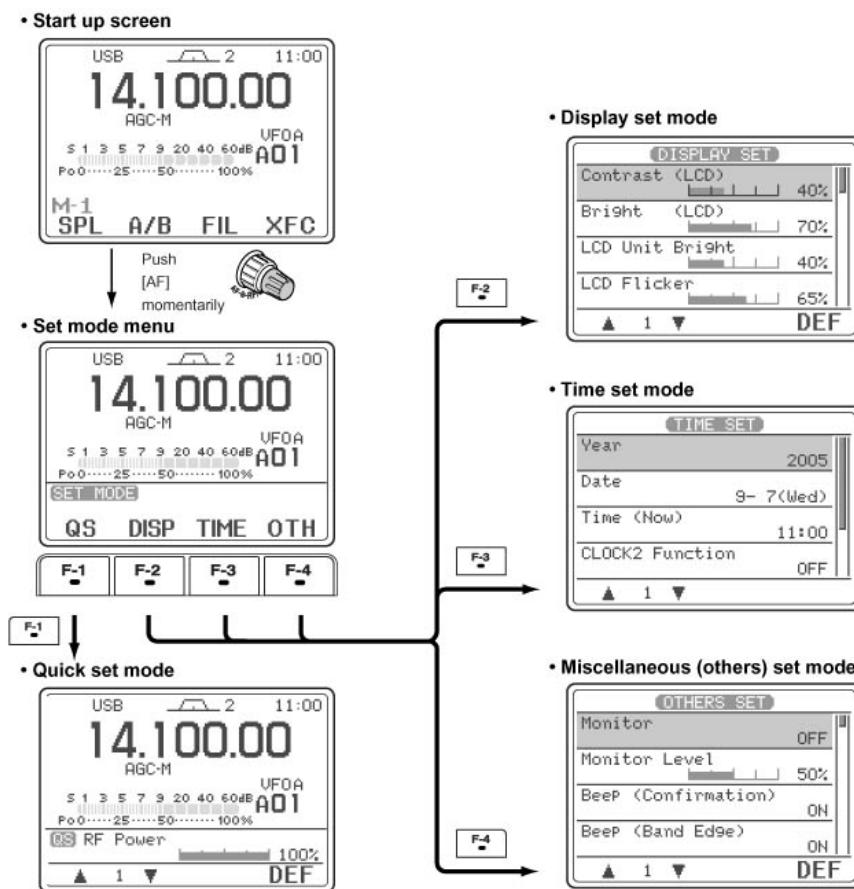 • Start up screen
USB 2 11:00
14.100.00
AGC-M
VFOA
S 1 3 5 7 9 20 40 60dB A01
Po0·····25·····50········100%
M-1
SPL A/B FIL XFC
Push
[AF]
momentarily
• Set mode menu
USB 2 11:00
14.100.00
AGC-M
VFOA
S 1 3 5 7 9 20 40 60dB A01
Po0·····25·····50········100%
SET MODE
QS DISP TIME OTH
F-1 F-2 F-3 F-4
F-1
• Quick set mode
USB 2 11:00
14.100.00
AGC-M
VFOA
S 1 3 5 7 9 20 40 60dB A01
Po0·····25·····50········100%
QS RF Power
100%
▲ 1 ▼ DEF
F-2
• Display set mode
DISPLAY SET
Contrast (LCD)
40%
Bright (LCD)
70%
LCD Unit Bright
40%
LCD Flicker
65%
▲ 1 ▼ DEF
F-3
• Time set mode
TIME SET
Year
2005
Date
9- 7(Wed)
Time (Now)
11:00
CLOCK2 Function
OFF
▲ 1 ▼
F-4
• Miscellaneous (others) set mode
OTHERS SET
Monitor
OFF
Monitor Level
50%
Beep (Confirmation)
ON
Beep (Band Edge)
ON
▲ 1 ▼ DEF